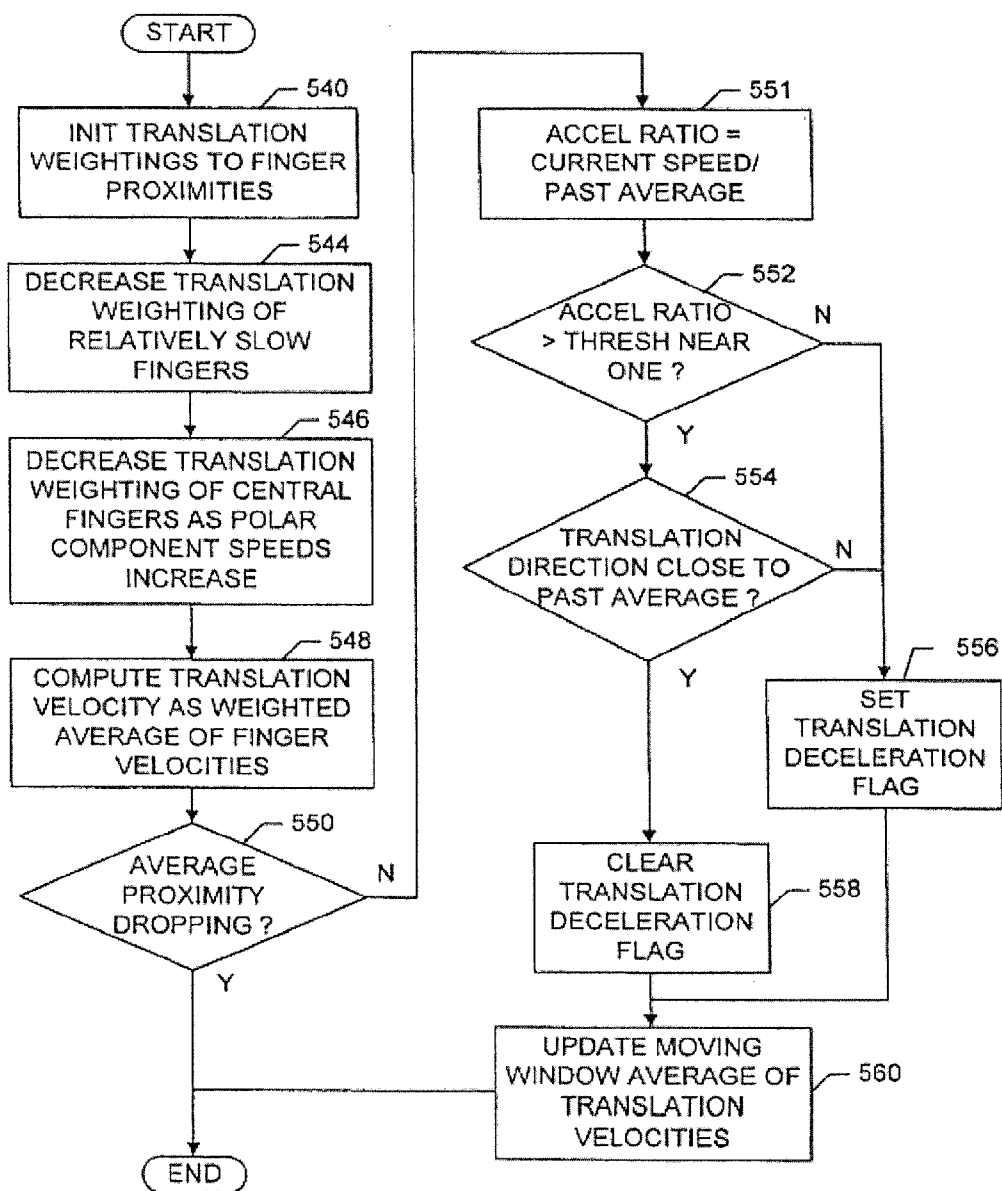 START
540
INIT TRANSLATION
WEIGHTINGS TO FINGER
PROXIMITIES
544
DECREASE TRANSLATION
WEIGHTING OF
RELATIVELY SLOW
FINGERS
546
DECREASE TRANSLATION
WEIGHTING OF CENTRAL
FINGERS AS POLAR
COMPONENT SPEEDS
INCREASE
548
COMPUTE TRANSLATION
VELOCITY AS WEIGHTED
AVERAGE OF FINGER
VELOCITIES
550
AVERAGE
PROXIMITY
DROPPING ?
N
Y
551
ACCEL RATIO =
CURRENT SPEED/
PAST AVERAGE
552
ACCEL RATIO
> THRESH NEAR
ONE ?
N
Y
554
TRANSLATION
DIRECTION CLOSE TO
PAST AVERAGE ?
N
Y
556
SET
TRANSLATION
DECELERATION
FLAG
CLEAR
TRANSLATION
DECELERATION
FLAG
558
UPDATE MOVING
WINDOW AVERAGE OF
TRANSLATION
VELOCITIES
560
END